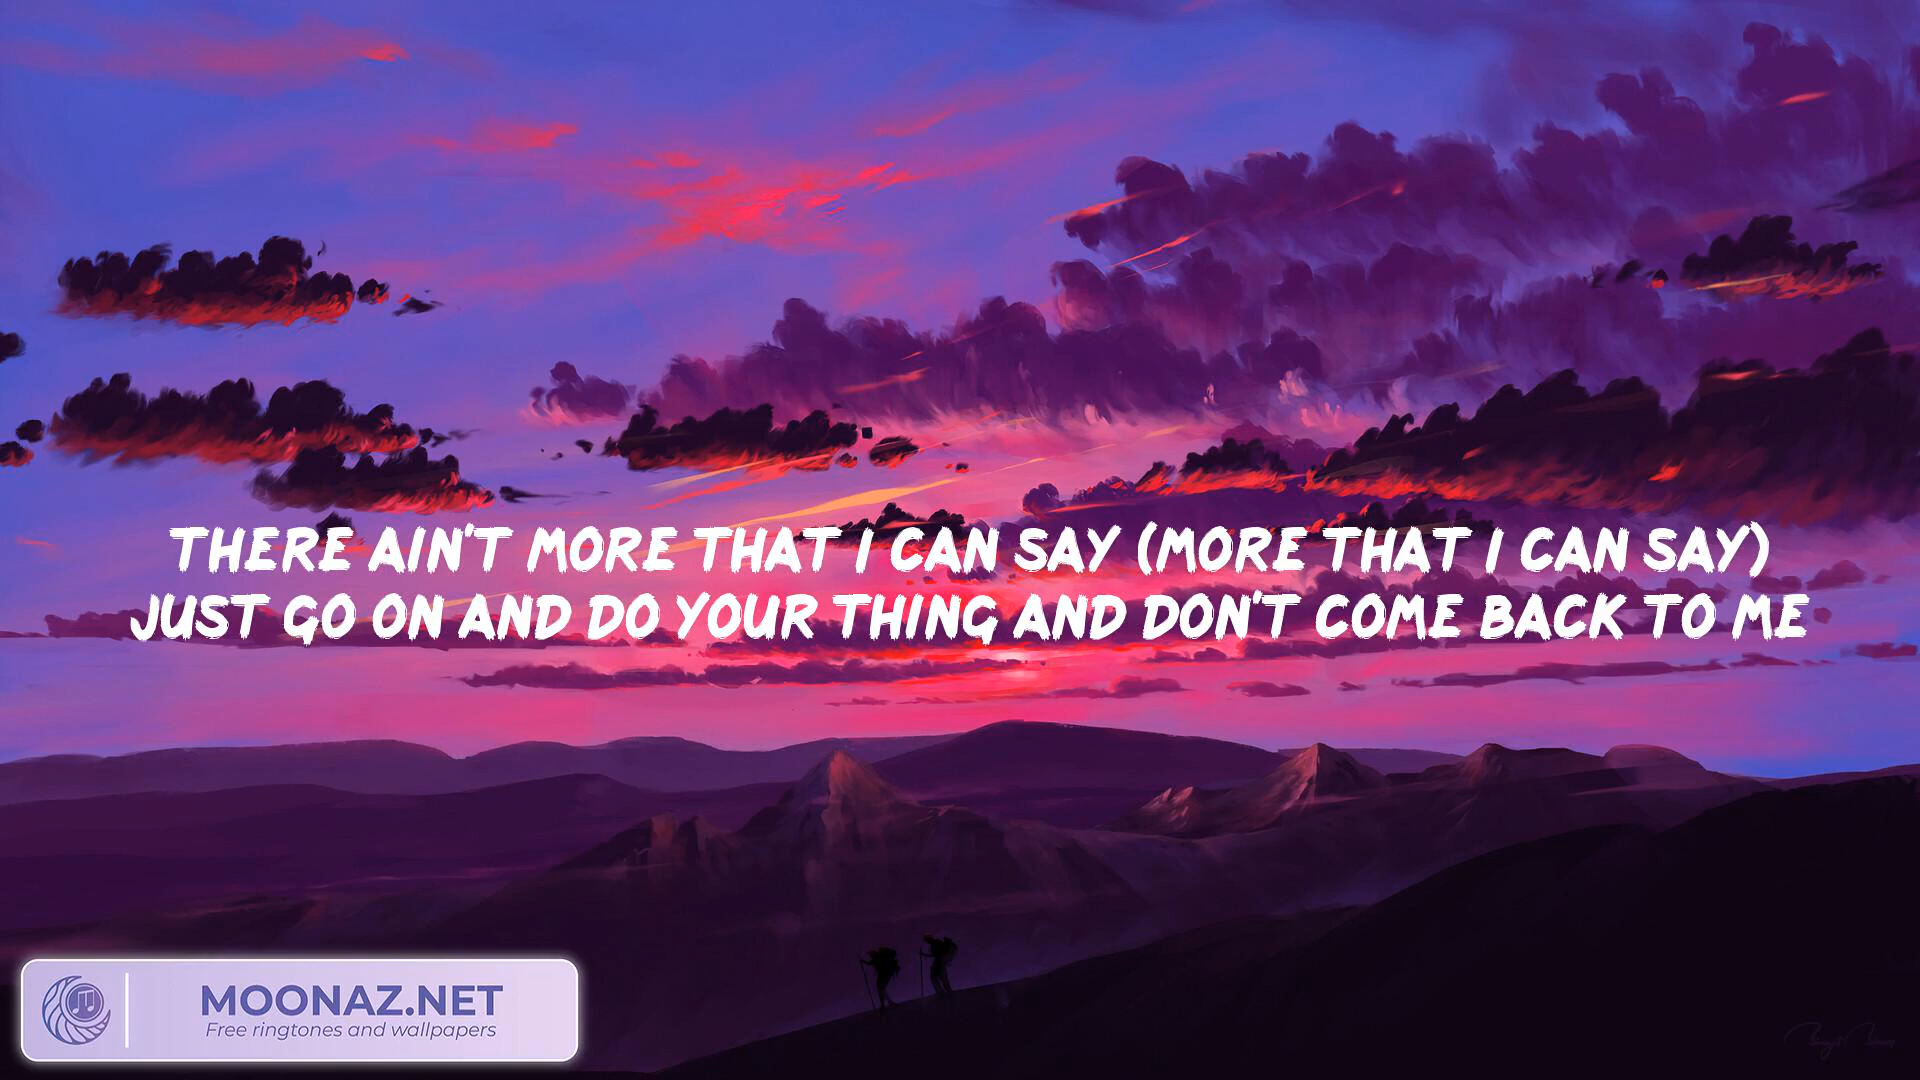 THERE AIN'T MORE THAT I CAN SAY (MORE THAT I CAN SAY)
JUST GO ON AND DO YOUR THING AND DON'T COME BACK TO ME
MOONAZ.NET
Free ringtones and wallpapers